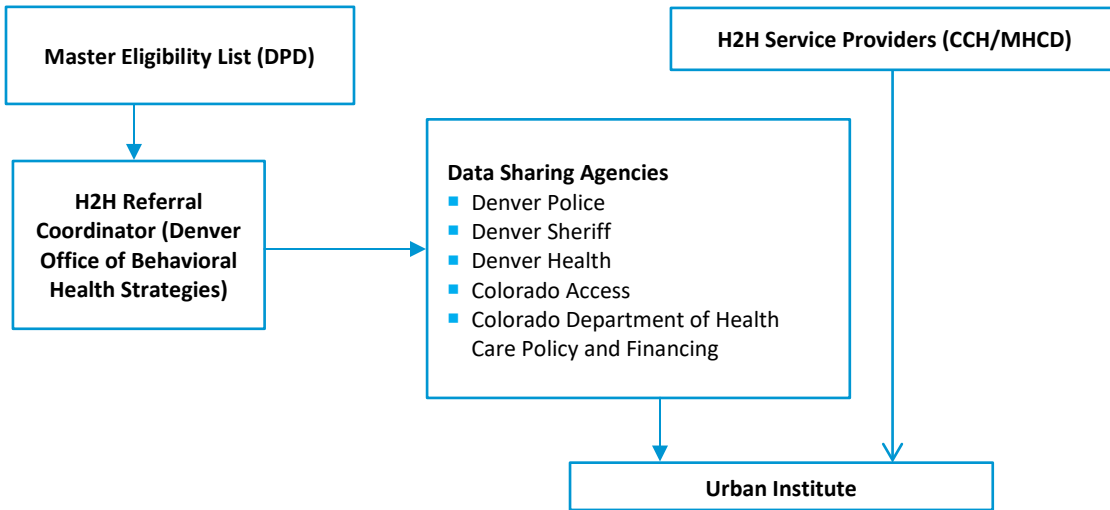 Master Eligibility List (DPD)
H2H Service Providers (CCH/MHCD)
H2H Referral
Coordinator (Denver
Office of Behavioral
Health Strategies)
Data Sharing Agencies
Denver Police
Denver Sheriff
Denver Health
Colorado Access
Colorado Department of Health
Care Policy and Financing
Urban Institute